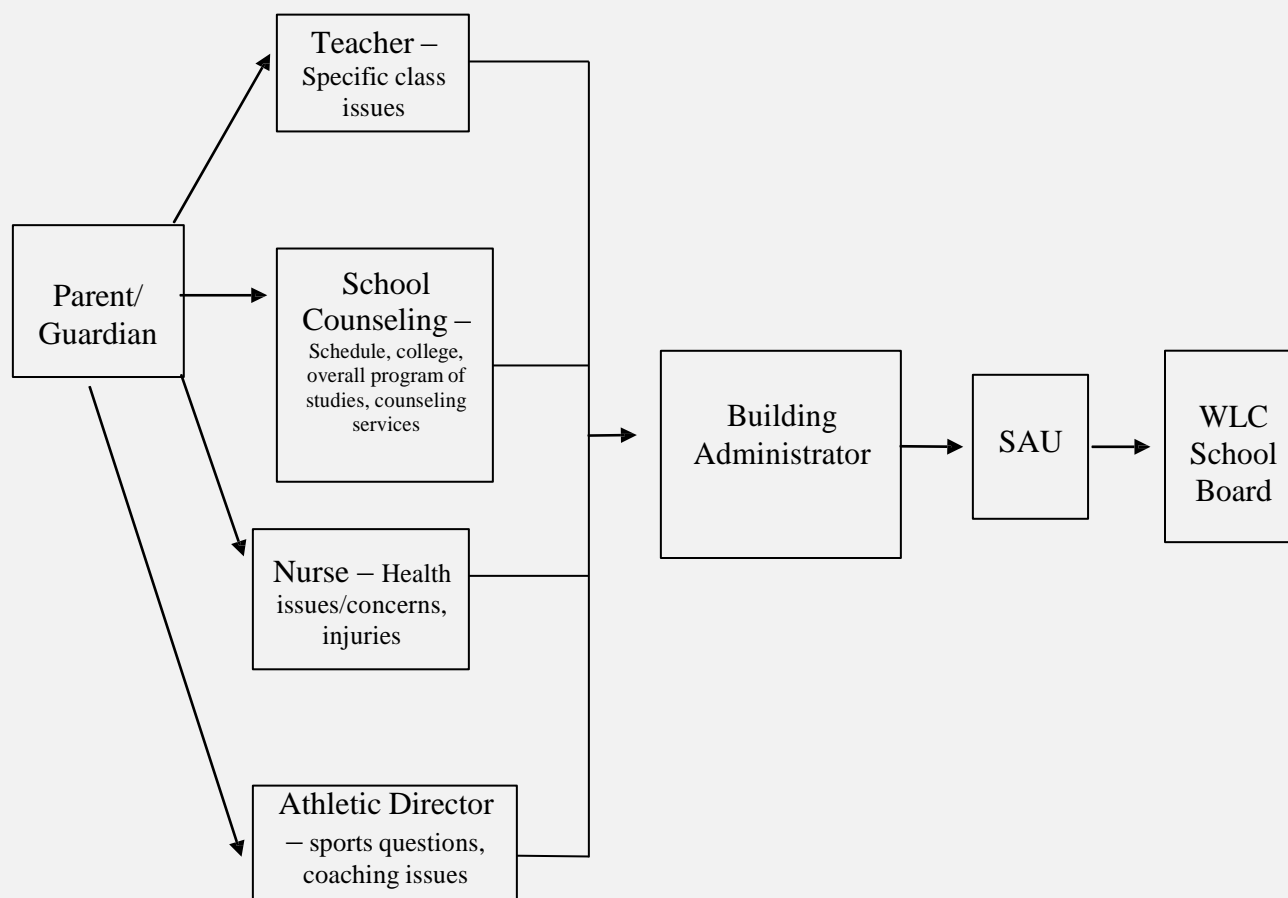 Teacher –
Specific class
issues
Parent/
Guardian
School
Counseling –
Schedule, college,
overall program of
studies, counseling
services
Nurse – Health
issues/concerns,
injuries
Athletic Director
– sports questions,
coaching issues
Building
Administrator
SAU
WLC
School
Board